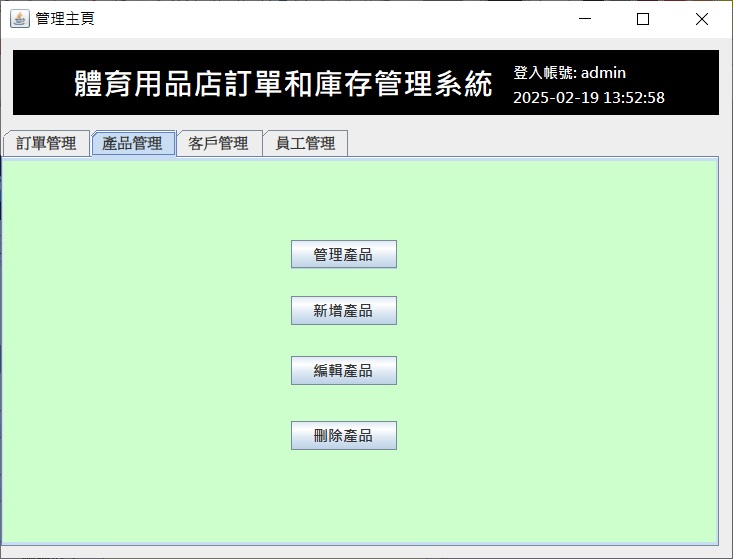 管理主頁
體育用品店訂單和庫存管理系統
登入帳號: admin
2025-02-19 13:52:58
訂單管理 產品管理 客戶管理 員工管理
管理產品
新增產品
編輯產品
刪除產品